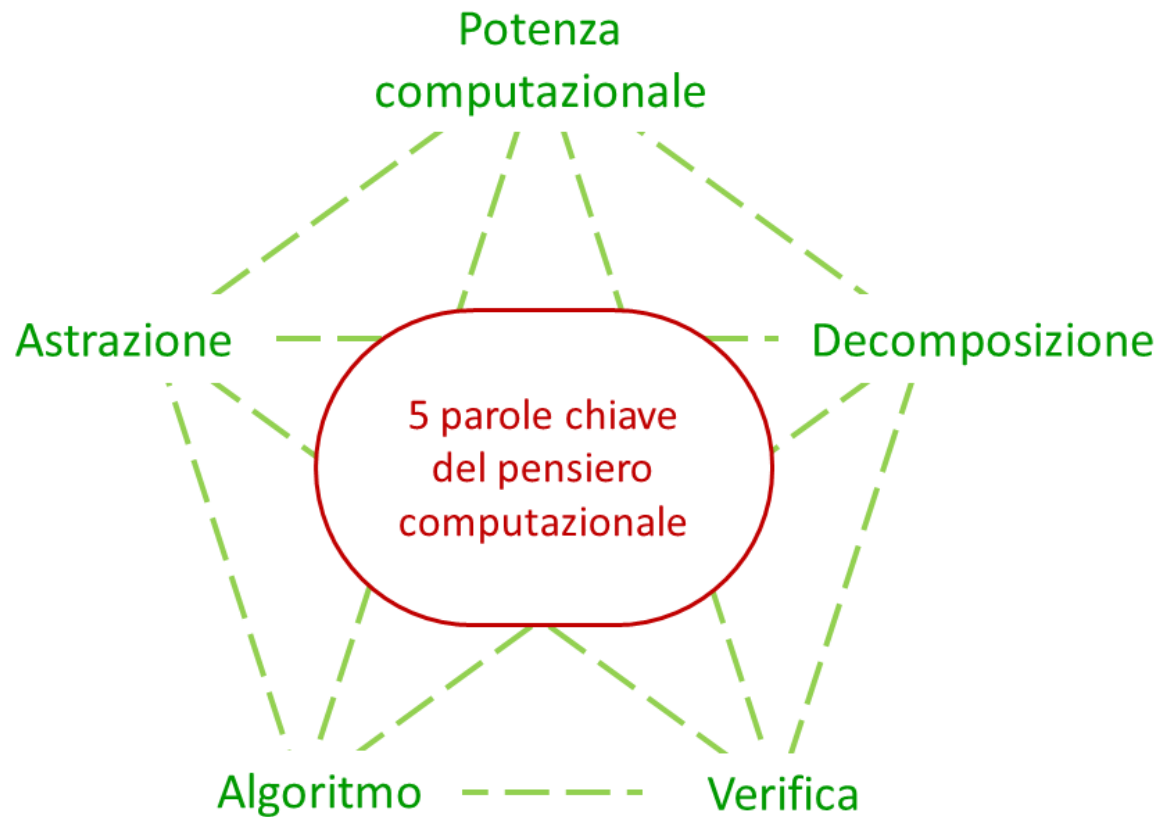 Potenza
computazionale
Astrazione
Decomposizione
5 parole chiave
del pensiero
computazionale
Algoritmo
Verifica